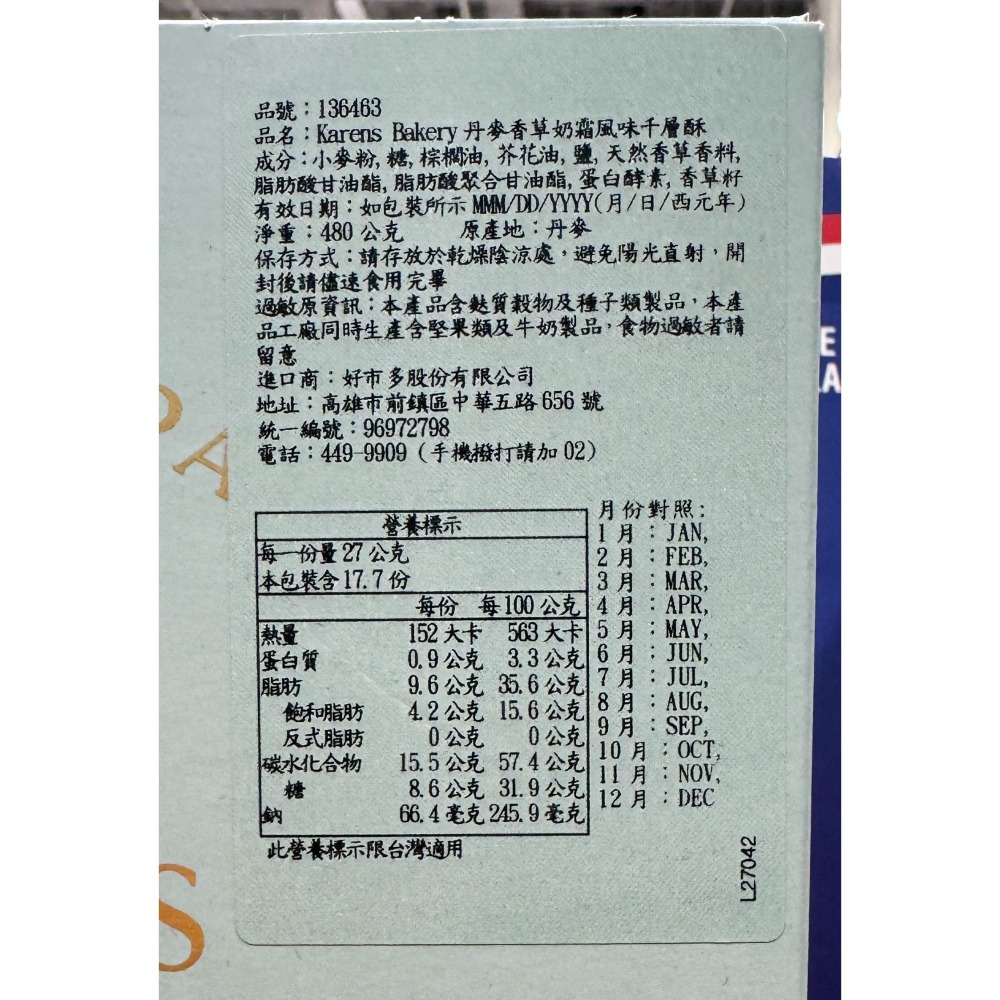 品號：136463
品名：Karens Bakery 丹麥香草奶霜風味千層酥
成分：小麥粉, 糖, 棕櫚油, 芥花油, 鹽, 天然香草香料,
脂肪酸甘油酯, 脂肪酸聚合甘油酯, 蛋白酵素, 香草籽
有效日期：如包裝所示 MMM/DD/YYYY(月/日/西元年)
淨重：480 公克 原產地：丹麥
保存方式：請存放於乾燥陰涼處，避免陽光直射，開
封後請儘速食用完畢
過敏原資訊：本產品含麩質穀物及種子類製品，本產
品工廠同時生產含堅果類及牛奶製品，食物過敏者請
留意
進口商：好市多股份有限公司
地址：高雄市前鎮區中華五路 656 號
統一編號：96972798
電話：449-9909 (手機撥打請加 02)
營養標示
每一份量 27 公克
本包裝含 17.7 份
每份 每 100 公克
熱量 152 大卡 563 大卡
蛋白質 0.9 公克 3.3 公克
脂肪 9.6 公克 35.6 公克
飽和脂肪 4.2 公克 15.6 公克
反式脂肪 0 公克 0 公克
碳水化合物 15.5 公克 57.4 公克
糖 8.6 公克 31.9 公克
鈉 66.4 毫克 245.9 毫克
此營養標示限台灣適用
月份對照：
1 月：JAN,
2 月：FEB,
3 月：MAR,
4 月：APR,
5 月：MAY,
6 月：JUN,
7 月：JUL,
8 月：AUG,
9 月：SEP,
10 月：OCT,
11 月：NOV,
12 月：DEC
L27042